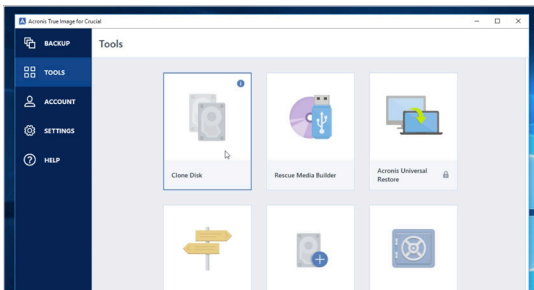 Acronis True Image for Crucial
BACKUP
Tools
TOOLS
ACCOUNT
SETTINGS
HELP
Clone Disk
Rescue Media Builder
Acronis Universal
Restore